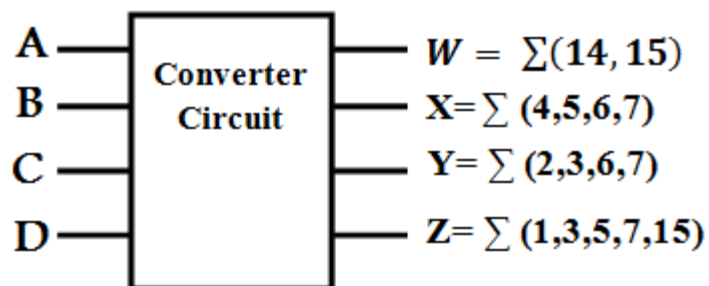 A
B
C
D
Converter
Circuit
W = ∑(14, 15)
X=∑ (4,5,6,7)
Y=∑ (2,3,6,7)
Z=∑ (1,3,5,7,15)